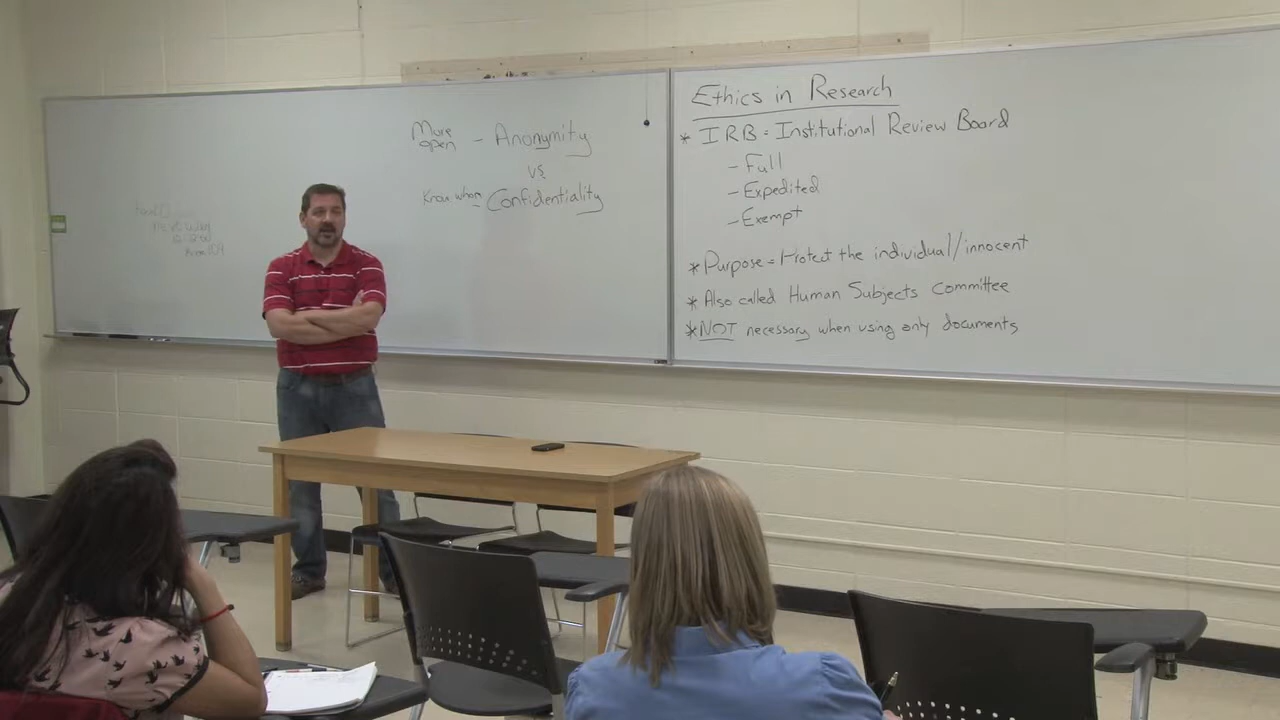 More
open - Anonymity
vs
Know whom Confidentiality
Ethics in Research
* IRB = Institutional Review Board
- Full
- Expedited
- Exempt
* Purpose = Protect the individual/innocent
* Also called Human Subjects Committee
* NOT necessary when using only documents